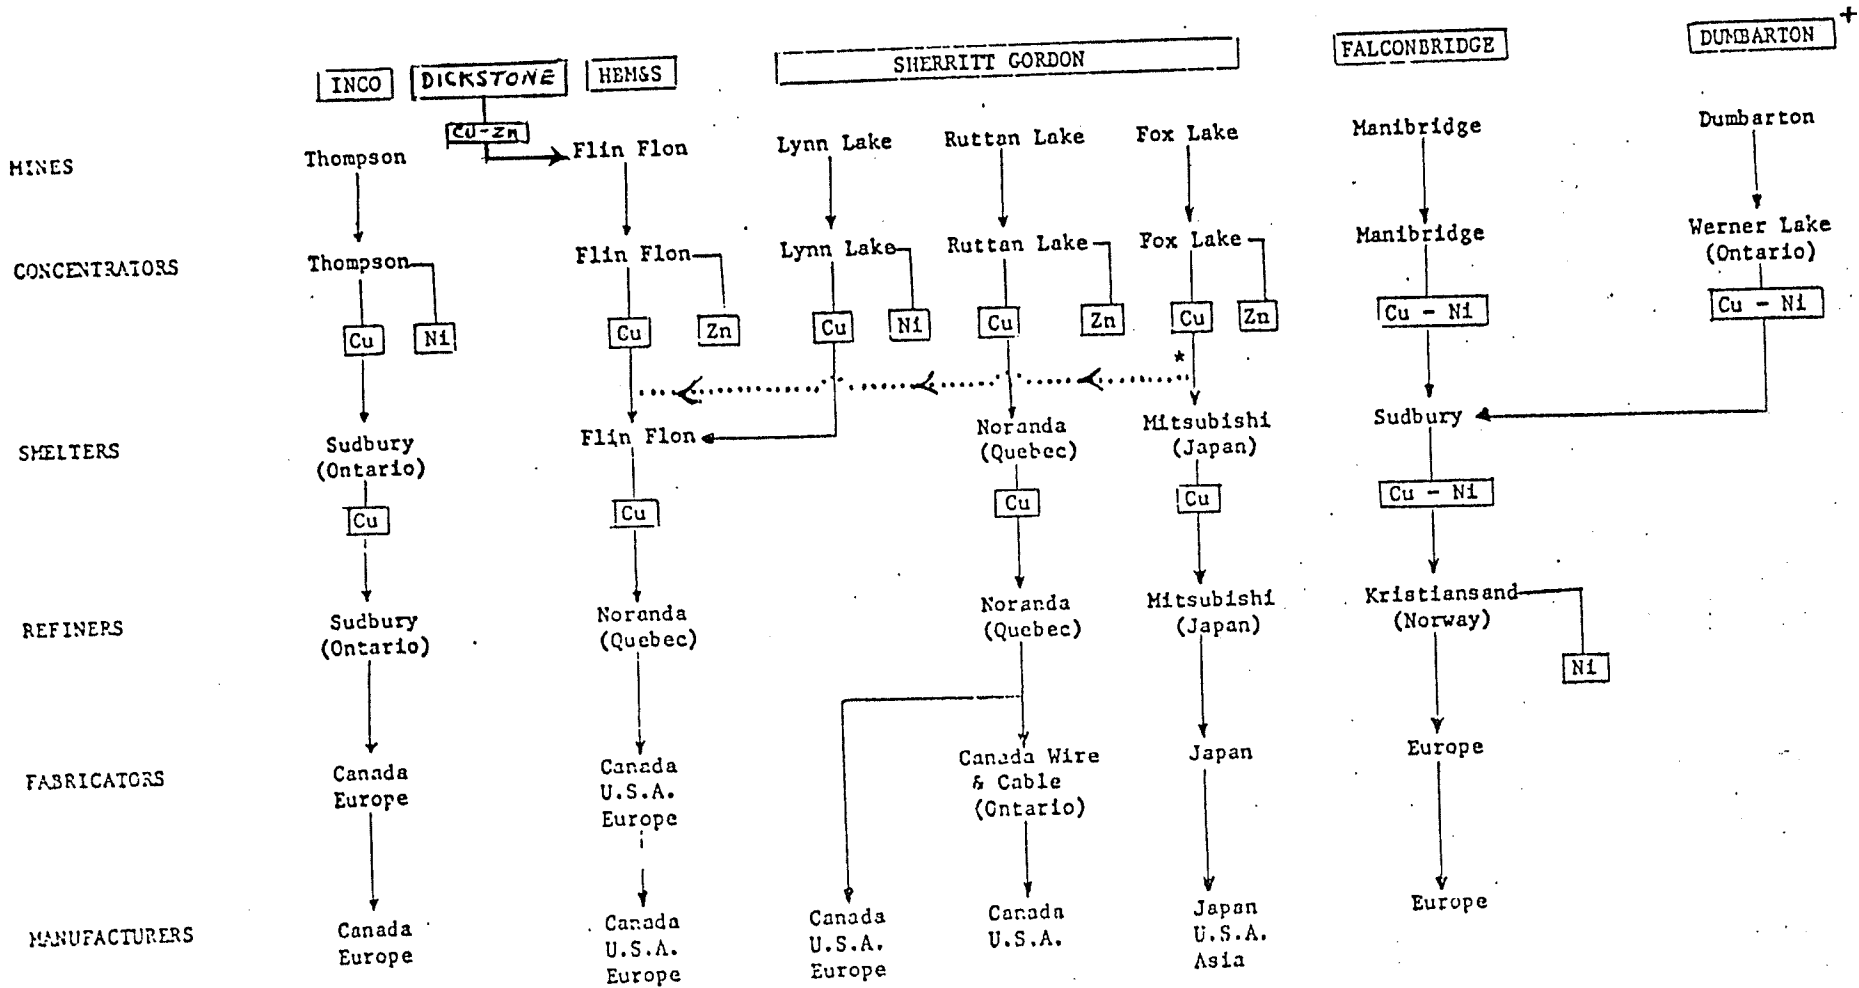 +
INCO DICKSTONE HBM&S SHERRITT GORDON FALCONBRIDGE DUMBARTON
Cu-Zn
MINES Thompson Flin Flon Lynn Lake Ruttan Lake Fox Lake Manibridge Dumbarton
CONCENTRATORS Thompson Flin Flon Lynn Lake Ruttan Lake Fox Lake Manibridge Werner Lake
(Ontario)
Cu Ni Cu Zn Cu Ni Cu Zn Cu Zn Cu - Ni Cu - Ni
*
SMELTERS Sudbury Flin Flon Noranda Mitsubishi Sudbury
(Ontario) (Quebec) (Japan)
Cu Cu Cu Cu Cu - Ni
REFINERS Sudbury Noranda Noranda Mitsubishi Kristiansand
(Ontario) (Quebec) (Quebec) (Japan) (Norway)
Ni
FABRICATORS Canada Canada Canada Wire Japan Europe
Europe U.S.A. & Cable
Europe (Ontario)
MANUFACTURERS Canada Canada Canada Canada Japan Europe
Europe U.S.A. U.S.A. U.S.A. U.S.A.
Europe Europe Asia